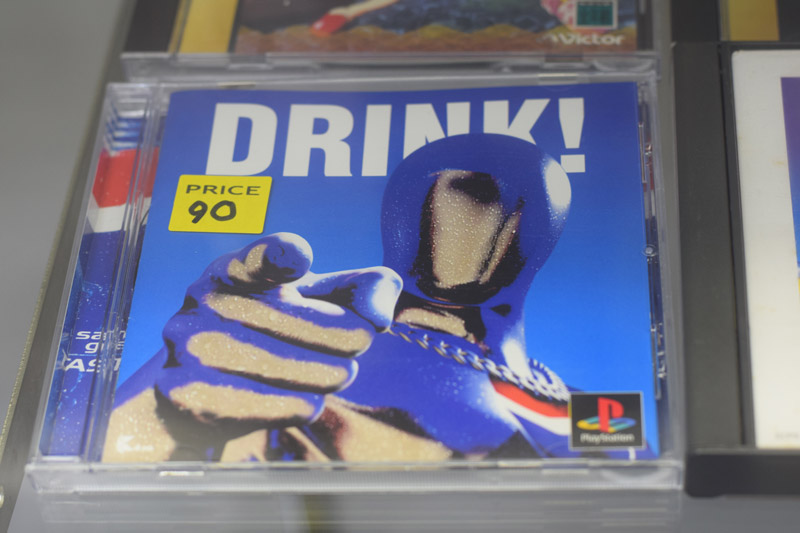 Victor
DRINK!
PRICE
90
PlayStation